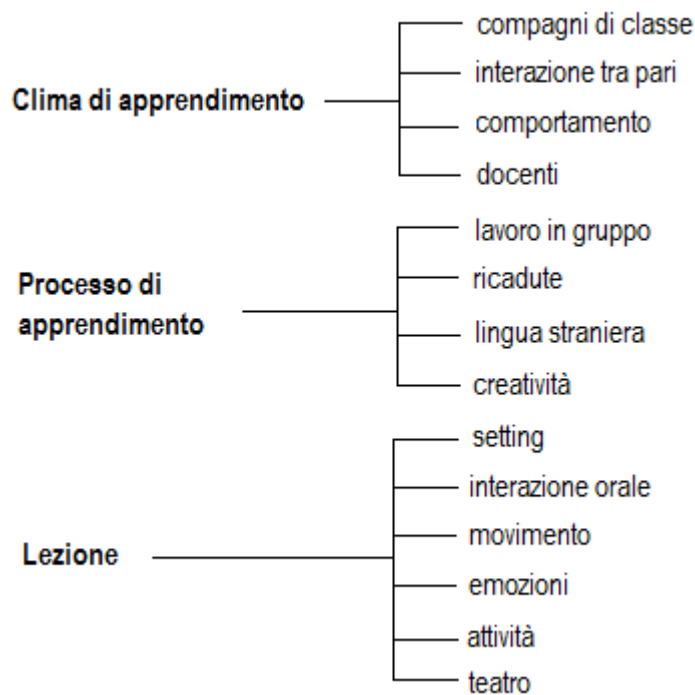 compagni di classe
interazione tra pari
Clima di apprendimento
comportamento
docenti
lavoro in gruppo
Processo di
apprendimento
ricadute
lingua straniera
creatività
setting
interazione orale
movimento
Lezione
emozioni
attività
teatro